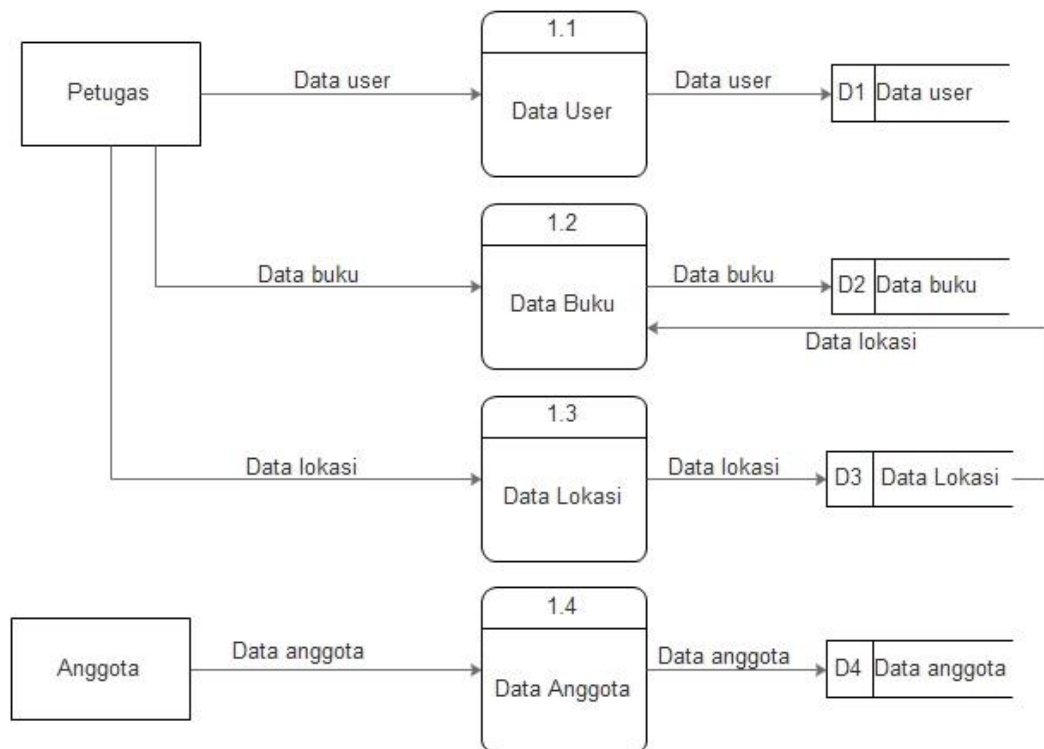 1.1
Petugas
Data user
Data User
Data user
D1 Data user
1.2
Data buku
Data Buku
Data buku
D2 Data buku
Data lokasi
1.3
Data lokasi
Data Lokasi
Data lokasi
D3 Data Lokasi
1.4
Anggota
Data anggota
Data Anggota
Data anggota
D4 Data anggota